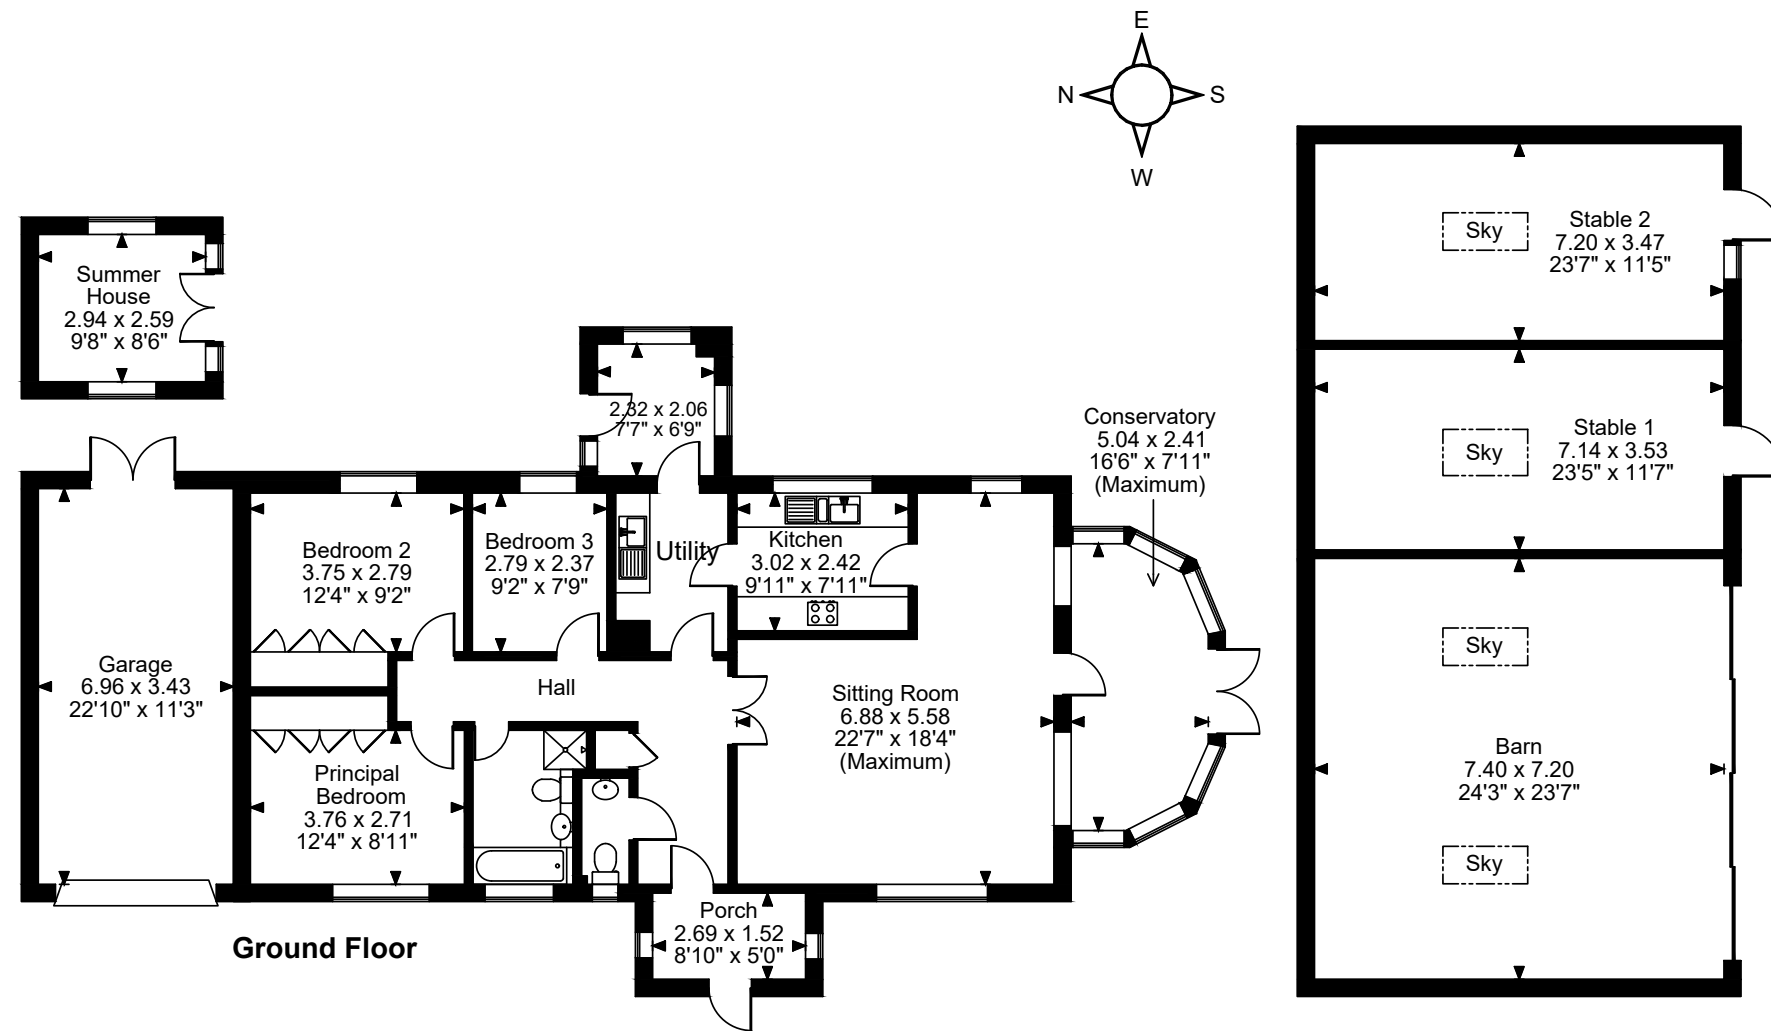 E
N
S
W
Summer
House
2.94 x 2.59
9'8" x 8'6"
Stable 2
7.20 x 3.47
23'7" x 11'5"
Sky
2.32 x 2.06
7'7" x 6'9"
Conservatory
5.04 x 2.41
16'6" x 7'11"
(Maximum)
Stable 1
7.14 x 3.53
23'5" x 11'7"
Sky
Bedroom 2
3.75 x 2.79
12'4" x 9'2"
Bedroom 3
2.79 x 2.37
9'2" x 7'9"
Utility
Kitchen
3.02 x 2.42
9'11" x 7'11"
Garage
6.96 x 3.43
22'10" x 11'3"
Hall
Sitting Room
6.88 x 5.58
22'7" x 18'4"
(Maximum)
Sky
Barn
7.40 x 7.20
24'3" x 23'7"
Sky
Principal
Bedroom
3.76 x 2.71
12'4" x 8'11"
Porch
2.69 x 1.52
8'10" x 5'0"
Ground Floor